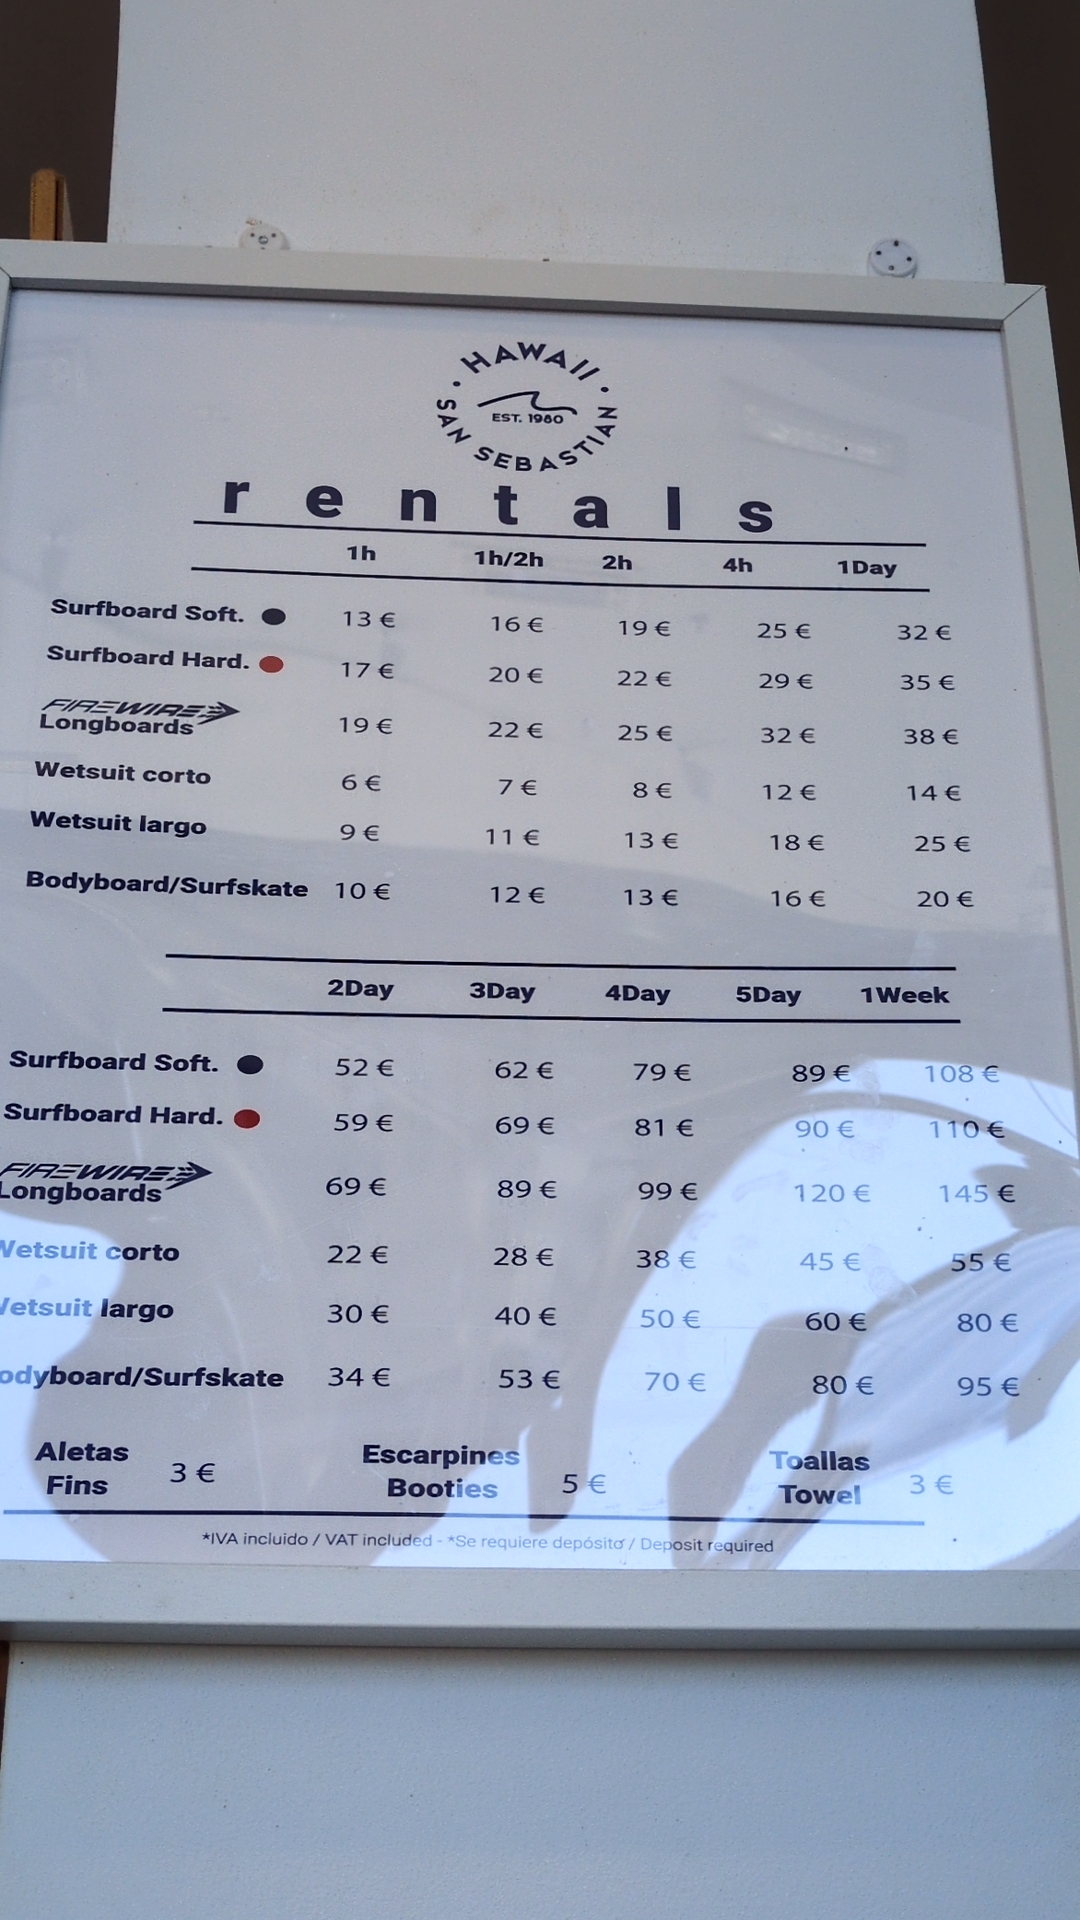 HAWAII
EST. 1980
SAN SEBASTIAN
rentals
1h 1h/2h 2h 4h 1Day
Surfboard Soft. 13 € 16 € 19 € 25 € 32 €
Surfboard Hard. 17 € 20 € 22 € 29 € 35 €
FIREWIRE
Longboards 19 € 22 € 25 € 32 € 38 €
Wetsuit corto 6 € 7 € 8 € 12 € 14 €
Wetsuit largo 9 € 11 € 13 € 18 € 25 €
Bodyboard/Surfskate 10 € 12 € 13 € 16 € 20 €
2Day 3Day 4Day 5Day 1Week
Surfboard Soft. 52 € 62 € 79 € 89 € 108 €
Surfboard Hard. 59 € 69 € 81 € 90 € 110 €
FIREWIRE
Longboards 69 € 89 € 99 € 120 € 145 €
Wetsuit corto 22 € 28 € 38 € 45 € 55 €
Wetsuit largo 30 € 40 € 50 € 60 € 80 €
odyboard/Surfskate 34 € 53 € 70 € 80 € 95 €
Aletas
Fins 3 €
Escarpines
Booties 5 €
Toallas
Towel 3 €
*IVA incluido / VAT included - *Se requiere depósito / Deposit required